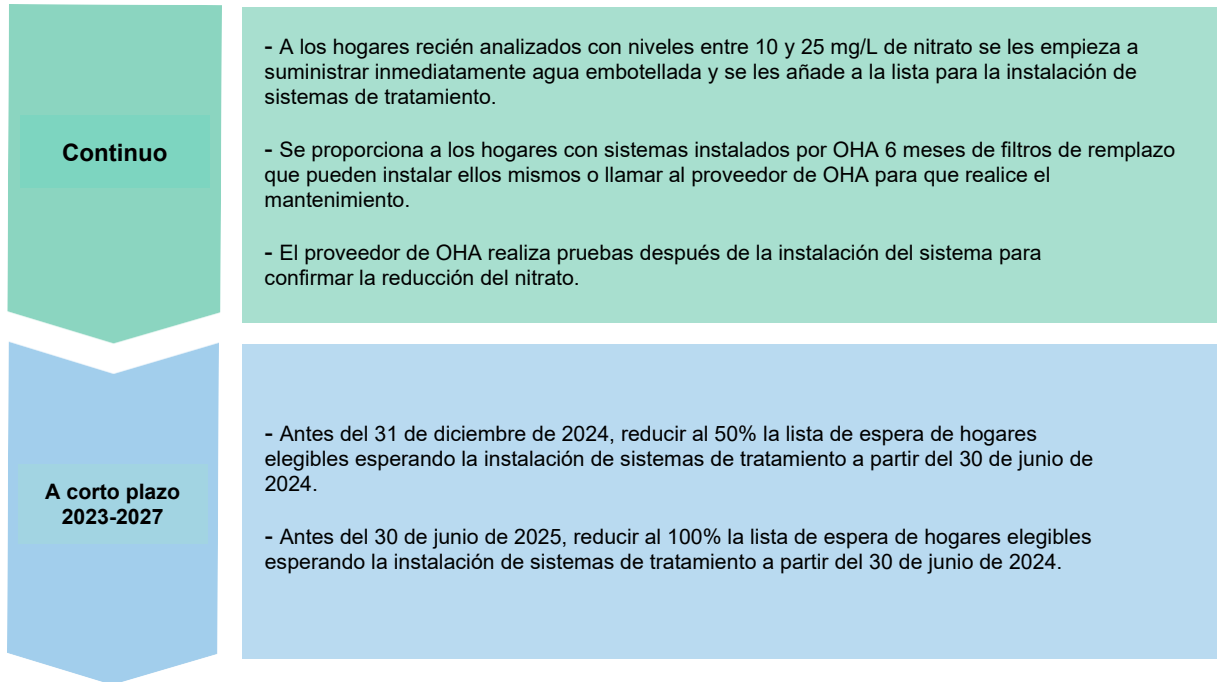 Continuo
- A los hogares recién analizados con niveles entre 10 y 25 mg/L de nitrato se les empieza a
suministrar inmediatamente agua embotellada y se les añade a la lista para la instalación de
sistemas de tratamiento.
- Se proporciona a los hogares con sistemas instalados por OHA 6 meses de filtros de remplazo
que pueden instalar ellos mismos o llamar al proveedor de OHA para que realice el
mantenimiento.
- El proveedor de OHA realiza pruebas después de la instalación del sistema para
confirmar la reducción del nitrato.
A corto plazo
2023-2027
- Antes del 31 de diciembre de 2024, reducir al 50% la lista de espera de hogares
elegibles esperando la instalación de sistemas de tratamiento a partir del 30 de junio de
2024.
- Antes del 30 de junio de 2025, reducir al 100% la lista de espera de hogares elegibles
esperando la instalación de sistemas de tratamiento a partir del 30 de junio de 2024.